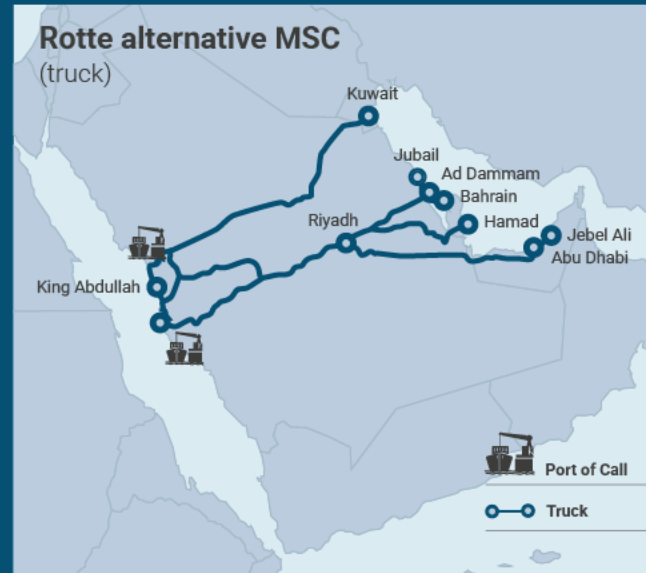 Rotte alternative MSC
(truck)
Kuwait
Jubail
Ad Dammam
Bahrain
Riyadh
Hamad
Jebel Ali
Abu Dhabi
King Abdullah
Port of Call
Truck